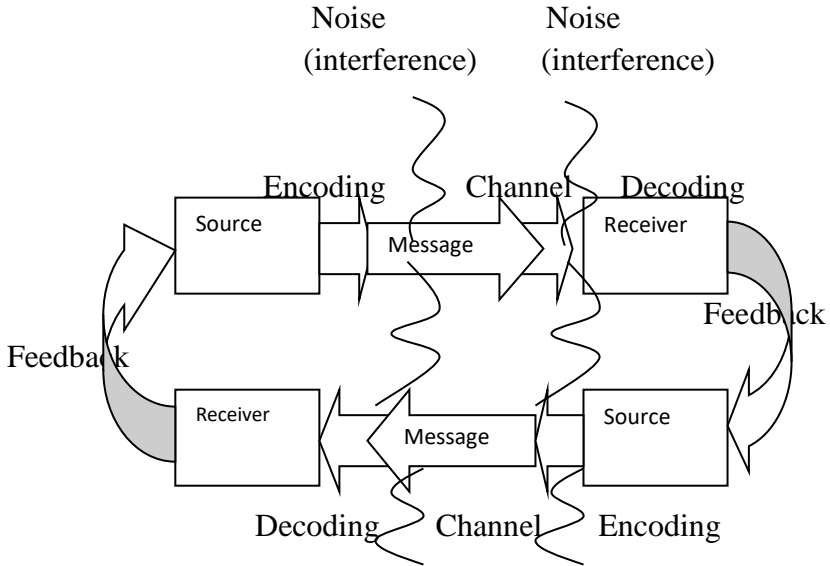 Noise Noise
(interference) (interference)
Encoding Channel Decoding
Source Receiver
Message
Feedback
Feedback
Receiver Source
Message
Decoding Channel Encoding